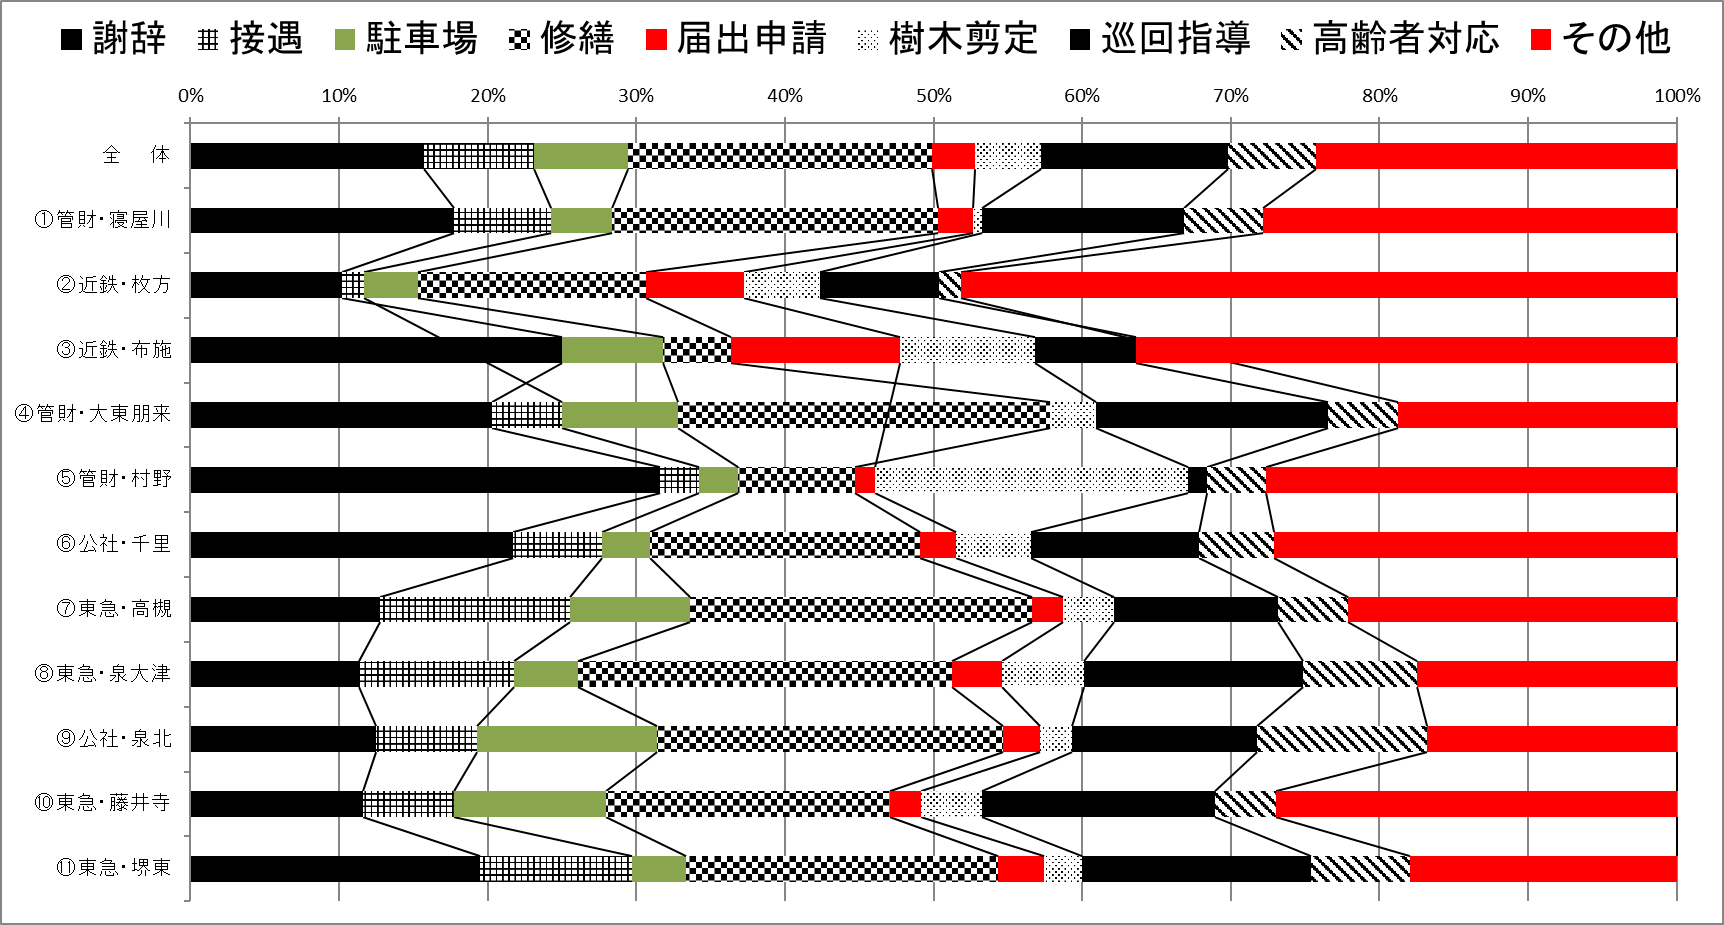 謝辞 接遇 駐車場 修繕 届出申請 樹木剪定 巡回指導 高齢者対応 その他
0% 10% 20% 30% 40% 50% 60% 70% 80% 90% 100%
全 体
①管財・寝屋川
②近鉄・枚方
③近鉄・布施
④管財・大東朋来
⑤管財・村野
⑥公社・千里
⑦東急・高槻
⑧東急・泉大津
⑨公社・泉北
⑩東急・藤井寺
⑪東急・堺東